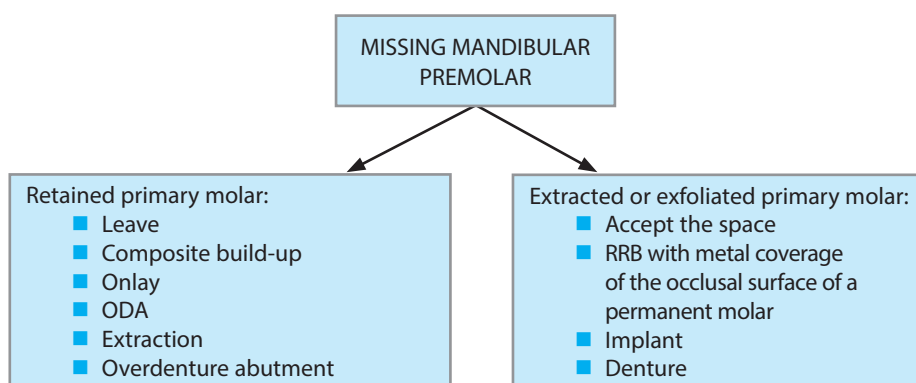 MISSING MANDIBULAR
PREMOLAR
Retained primary molar:
Leave
Composite build-up
Onlay
ODA
Extraction
Overdenture abutment
Extracted or exfoliated primary molar:
Accept the space
RRB with metal coverage
of the occlusal surface of a
permanent molar
Implant
Denture